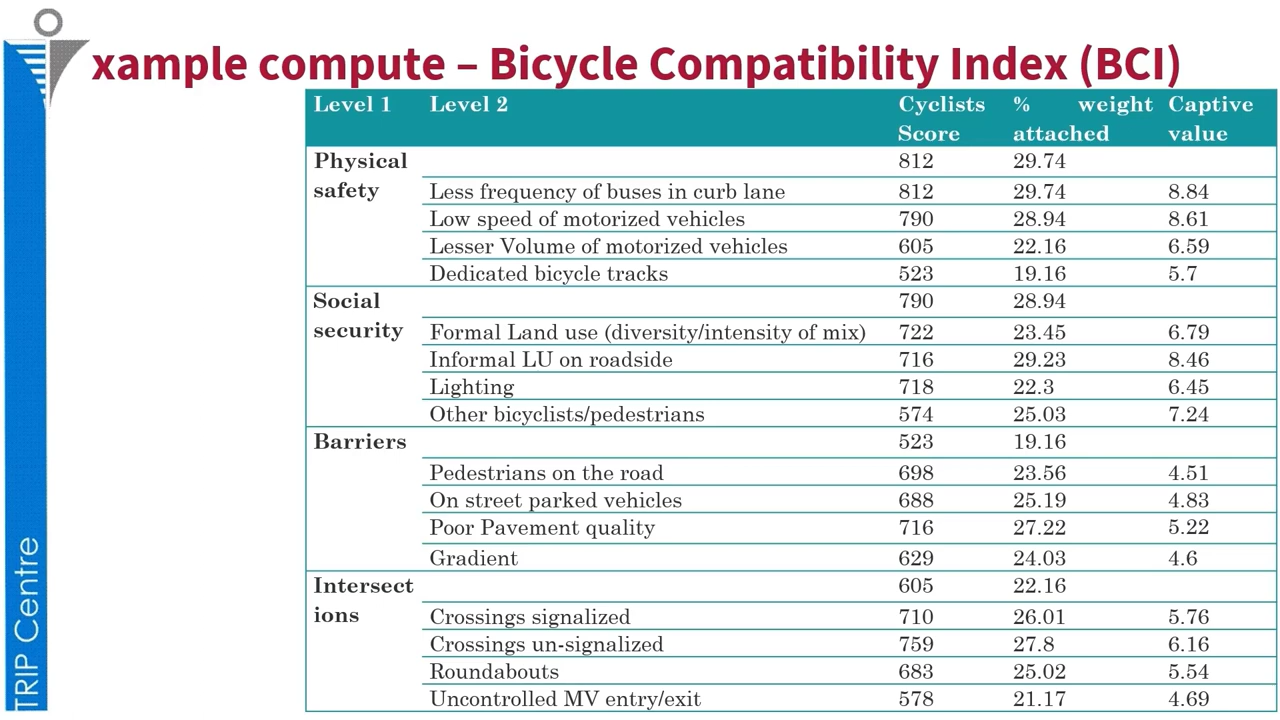 xample compute – Bicycle Compatibility Index (BCI)
Level 1 Level 2 Cyclists Score % weight attached Captive value
Physical safety 812 29.74
Less frequency of buses in curb lane 812 29.74 8.84
Low speed of motorized vehicles 790 28.94 8.61
Lesser Volume of motorized vehicles 605 22.16 6.59
Dedicated bicycle tracks 523 19.16 5.7
Social security 790 28.94
Formal Land use (diversity/intensity of mix) 722 23.45 6.79
Informal LU on roadside 716 29.23 8.46
Lighting 718 22.3 6.45
Other bicyclists/pedestrians 574 25.03 7.24
Barriers 523 19.16
Pedestrians on the road 698 23.56 4.51
On street parked vehicles 688 25.19 4.83
Poor Pavement quality 716 27.22 5.22
Gradient 629 24.03 4.6
Intersections 605 22.16
Crossings signalized 710 26.01 5.76
Crossings un-signalized 759 27.8 6.16
Roundabouts 683 25.02 5.54
Uncontrolled MV entry/exit 578 21.17 4.69
TRIP Centre